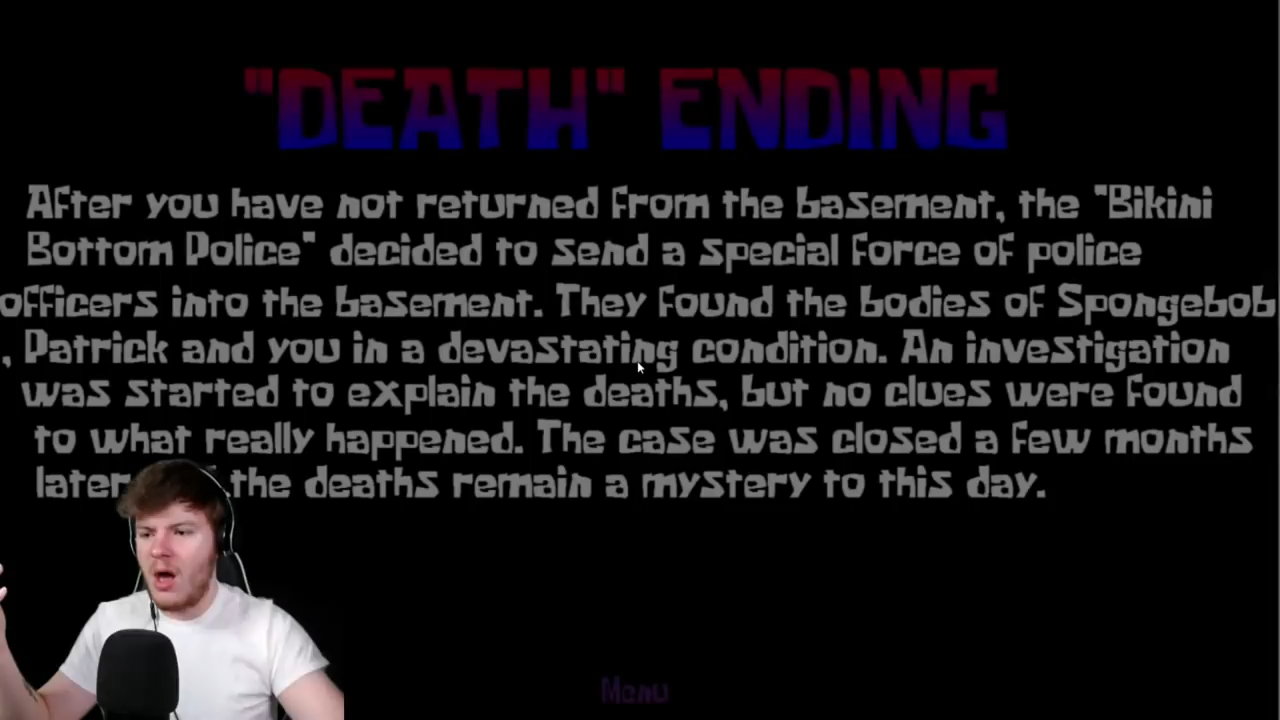 "DEATH" ENDING
After you have not returned from the basement, the "Bikini
Bottom Police" decided to send a special force of police
officers into the basement. They found the bodies of Spongebob
, Patrick and you in a devastating condition. An investigation
was started to explain the deaths, but no clues were found
to what really happened. The case was closed a few months
later the deaths remain a mystery to this day.
Menu